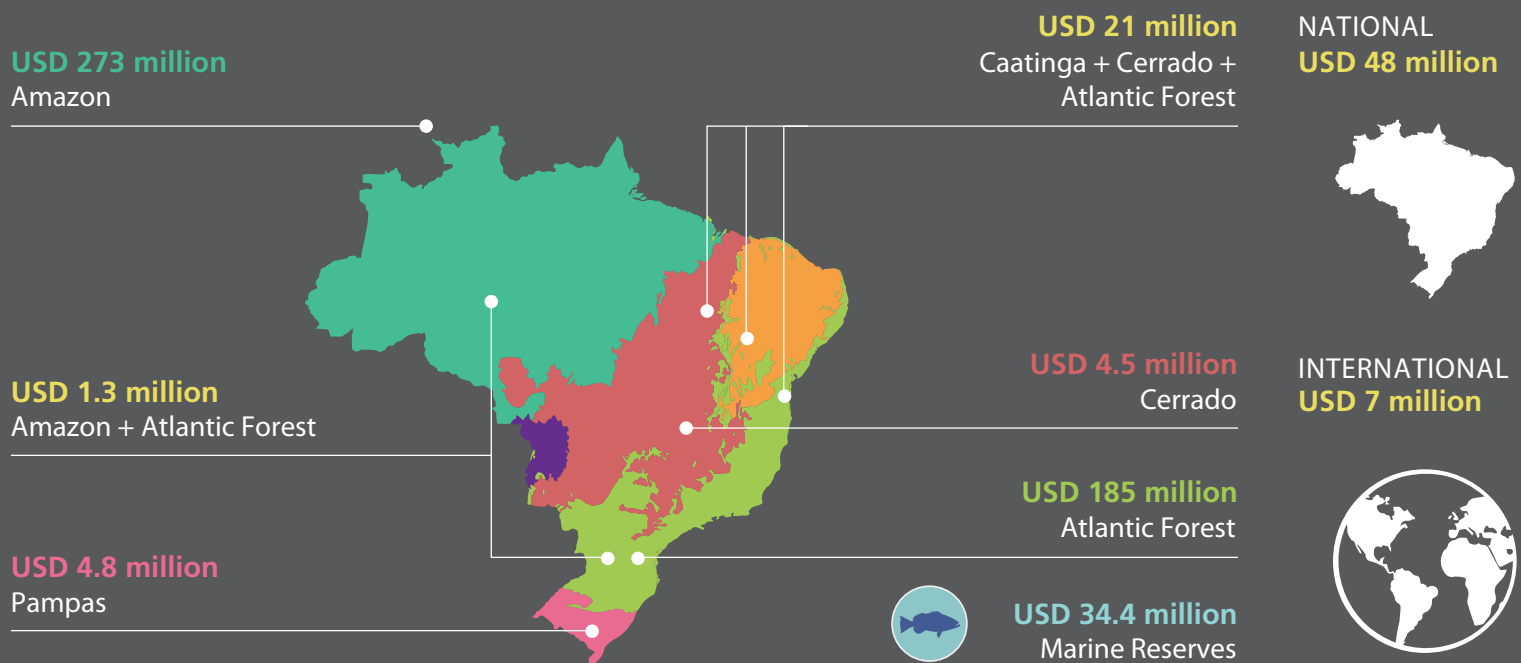 USD 273 million
Amazon
USD 1.3 million
Amazon + Atlantic Forest
USD 4.8 million
Pampas
USD 21 million
Caatinga + Cerrado +
Atlantic Forest
USD 4.5 million
Cerrado
USD 185 million
Atlantic Forest
USD 34.4 million
Marine Reserves
NATIONAL
USD 48 million
INTERNATIONAL
USD 7 million